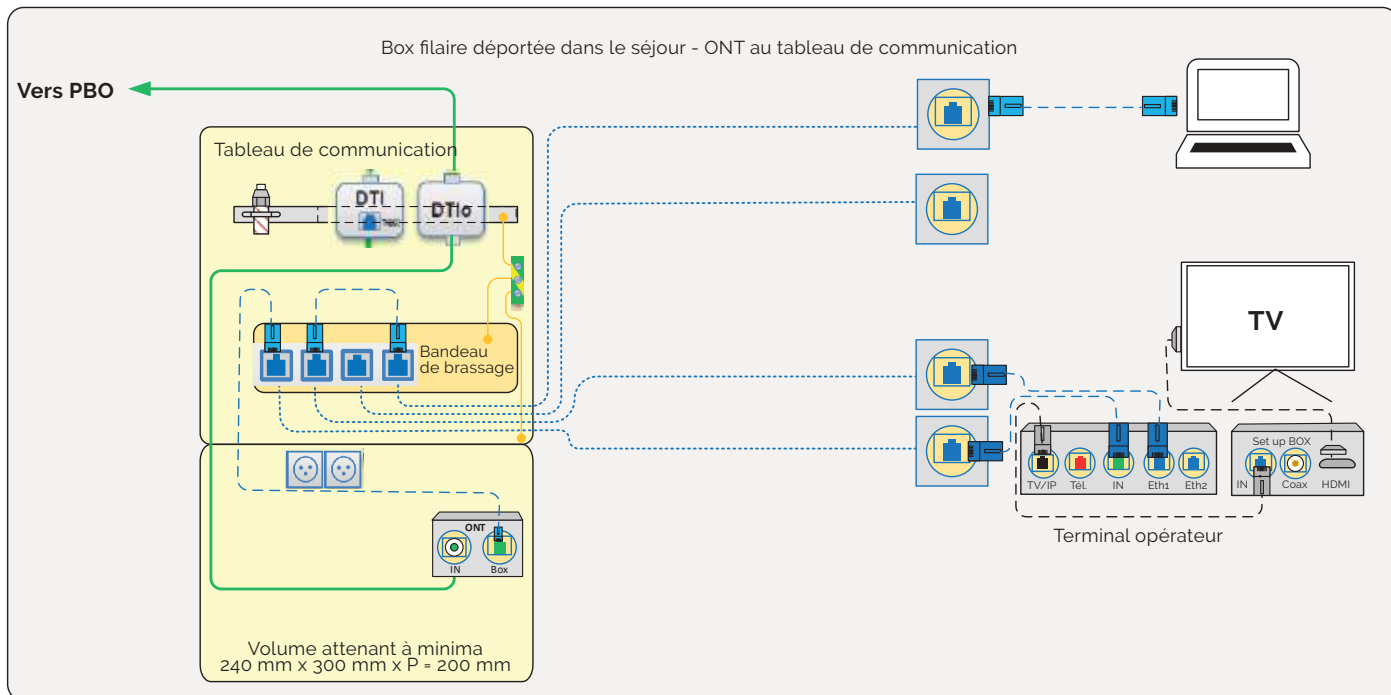 Box filaire déportée dans le séjour - ONT au tableau de communication
Vers PBO
Tableau de communication
DTI
DTIo
Bandeau
de brassage
TV
Set up BOX
TV/IP
Tél.
IN
Eth1
Eth2
IN
Coax
HDMI
Terminal opérateur
ONT
IN
Box
Volume attenant à minima
240 mm x 300 mm x P = 200 mm